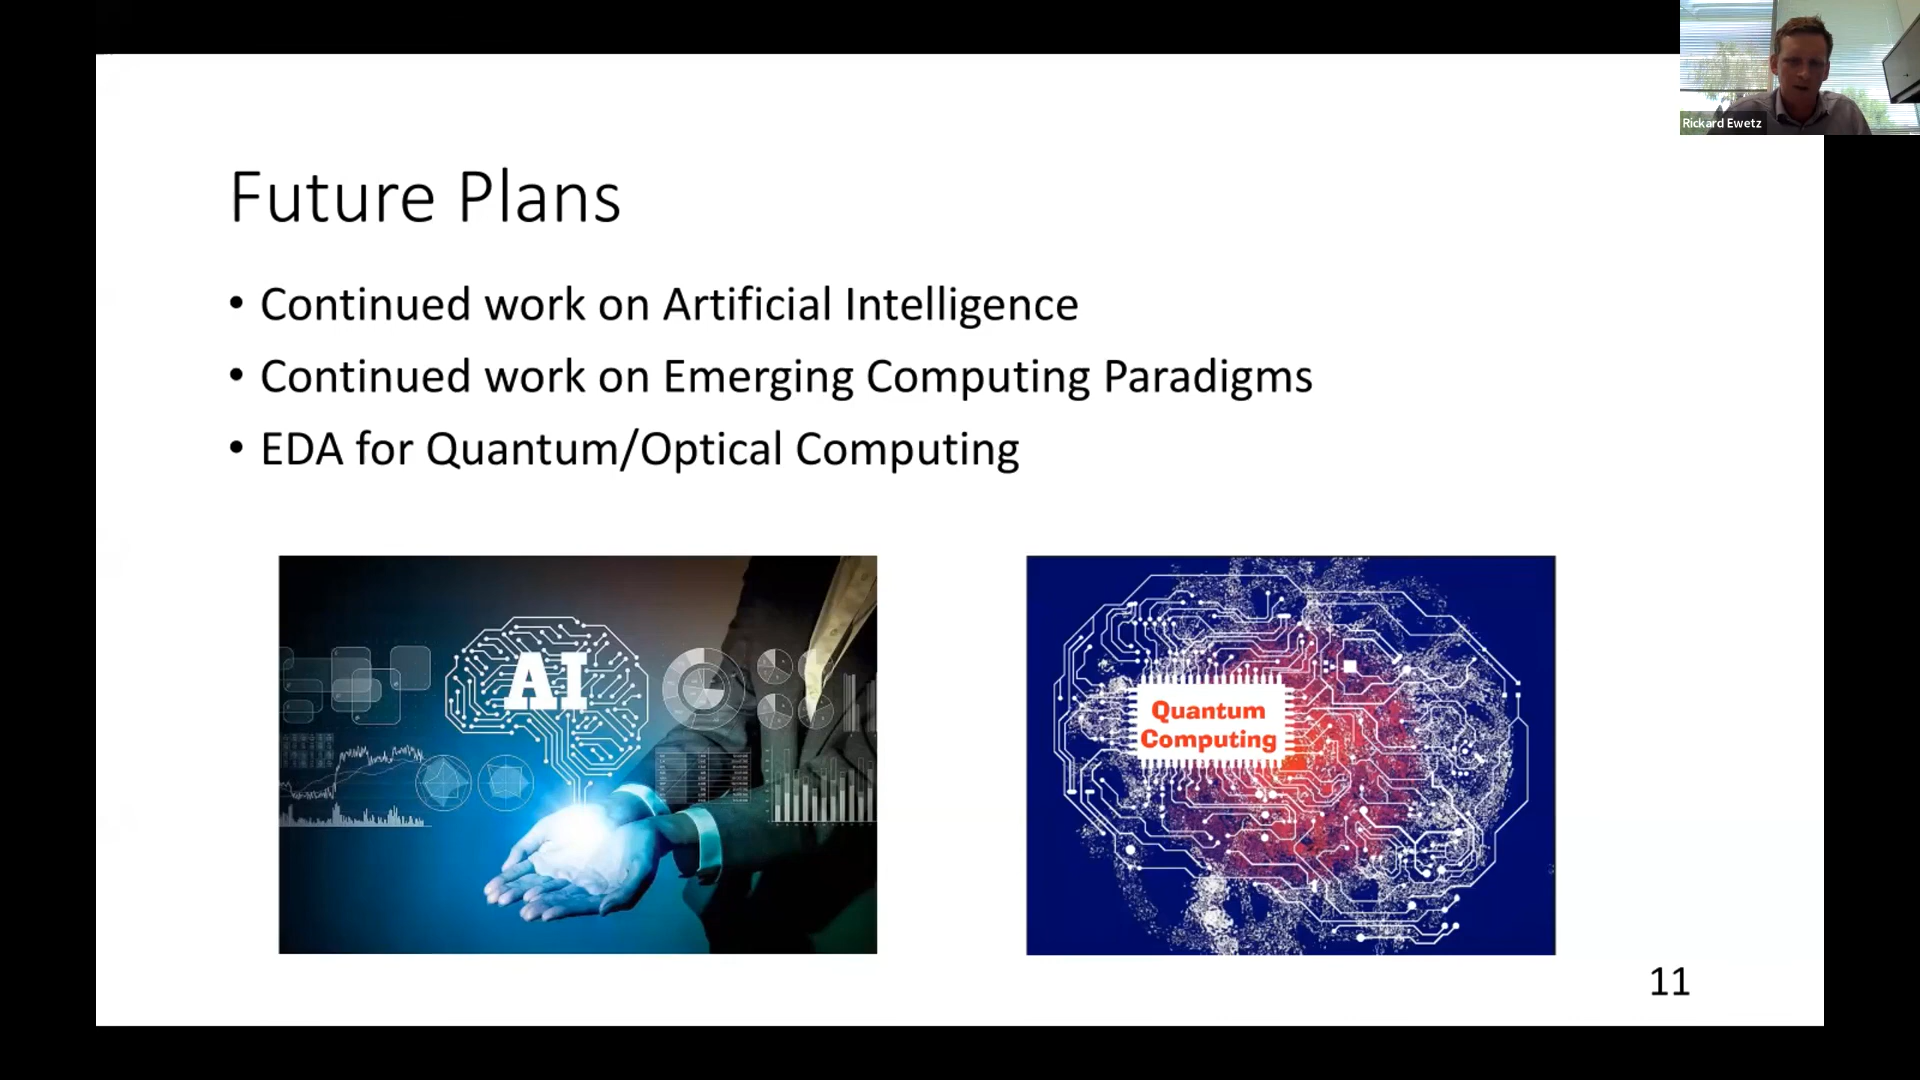 Rickard Ewetz
Future Plans
• Continued work on Artificial Intelligence
• Continued work on Emerging Computing Paradigms
• EDA for Quantum/Optical Computing
AI
Quantum
Computing
11